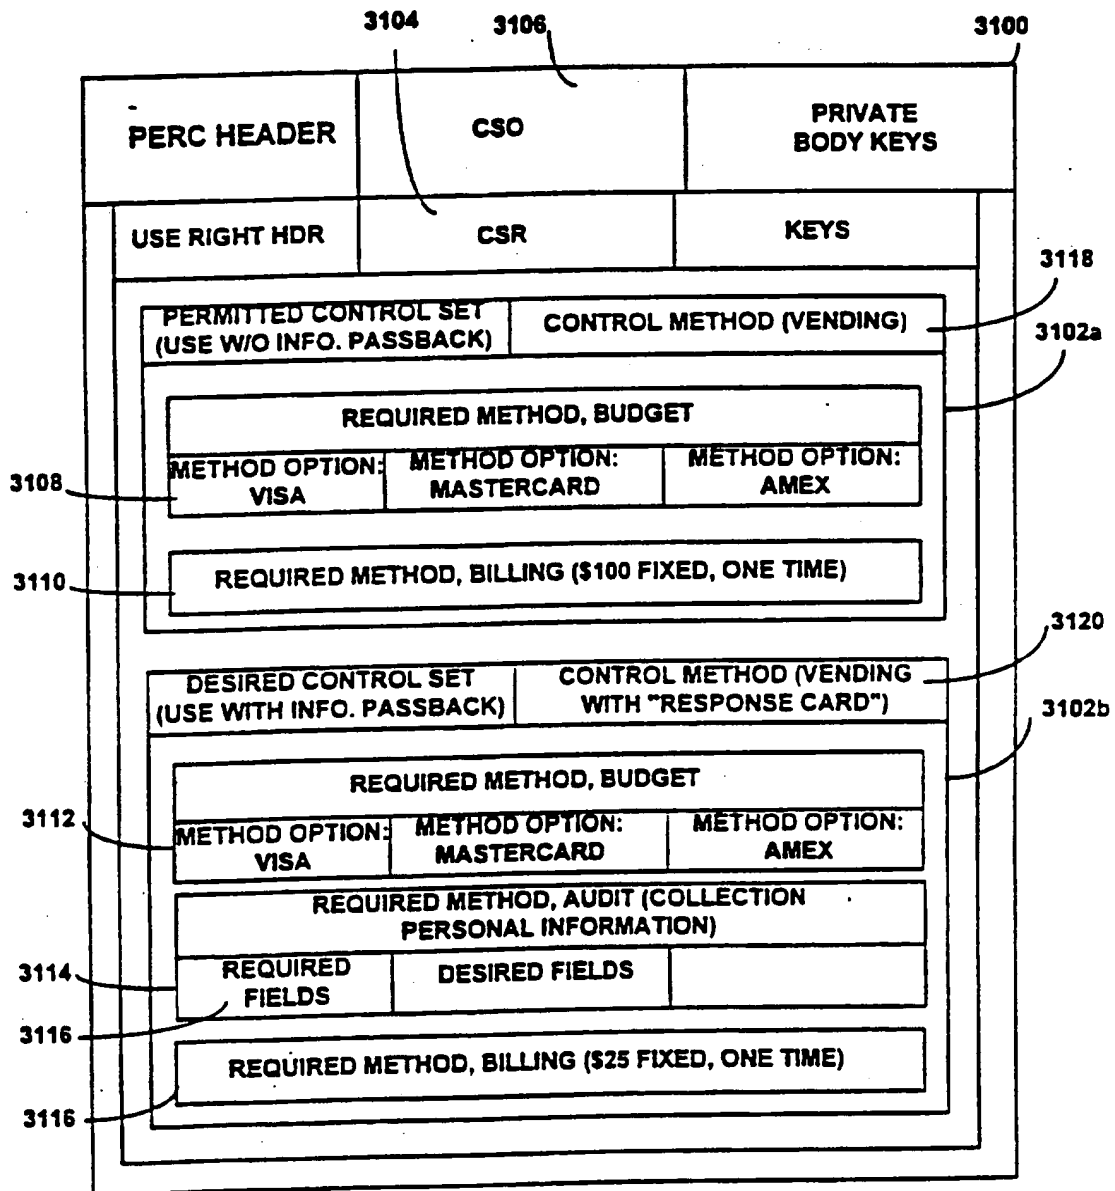 3104
3106
3100
PERC HEADER
CSO
PRIVATE
BODY KEYS
USE RIGHT HDR
CSR
KEYS
3118
PERMITTED CONTROL SET
(USE W/O INFO. PASSBACK)
CONTROL METHOD (VENDING)
3102a
REQUIRED METHOD, BUDGET
METHOD OPTION:
VISA
METHOD OPTION:
MASTERCARD
METHOD OPTION:
AMEX
3108
REQUIRED METHOD, BILLING ($100 FIXED, ONE TIME)
3110
3120
DESIRED CONTROL SET
(USE WITH INFO. PASSBACK)
CONTROL METHOD (VENDING
WITH "RESPONSE CARD")
3102b
REQUIRED METHOD, BUDGET
3112
METHOD OPTION:
VISA
METHOD OPTION:
MASTERCARD
METHOD OPTION:
AMEX
REQUIRED METHOD, AUDIT (COLLECTION
PERSONAL INFORMATION)
3114
REQUIRED
FIELDS
DESIRED FIELDS
3116
REQUIRED METHOD, BILLING ($25 FIXED, ONE TIME)
3116